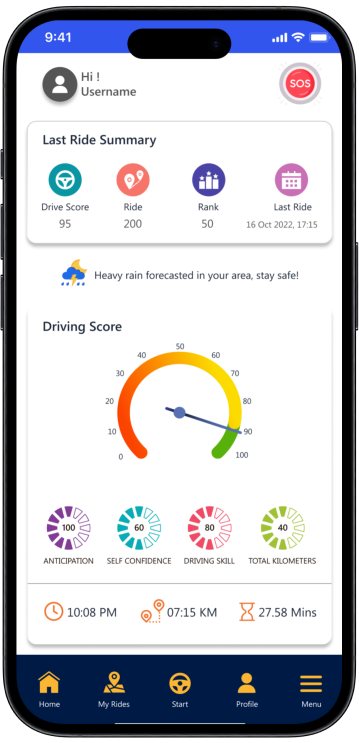 9:41
Hi !
Username
SOS
Last Ride Summary
Drive Score Ride Rank Last Ride
95 200 50 16 Oct 2022, 17:15
Heavy rain forecasted in your area, stay safe!
Driving Score
50
40 60
30 70
20 80
10 90
0 100
100 60 80 40
ANTICIPATION SELF CONFIDENCE DRIVING SKILL TOTAL KILOMETERS
10:08 PM 07:15 KM 27.58 Mins
Home My Rides Start Profile Menu